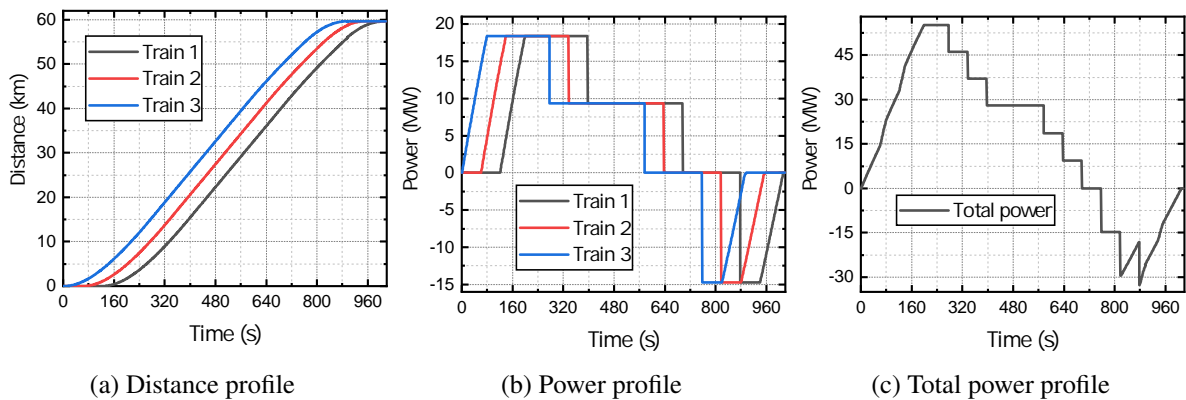 60
50
40
30
20
10
0
Distance (km)
Train 1
Train 2
Train 3
0 160 320 480 640 800 960
Time (s)
(a) Distance profile
20
15
10
5
0
-5
-10
-15
Power (MW)
Train 1
Train 2
Train 3
0 160 320 480 640 800 960
Time (s)
(b) Power profile
45
30
15
0
-15
-30
Power (MW)
Total power
0 160 320 480 640 800 960
Time (s)
(c) Total power profile